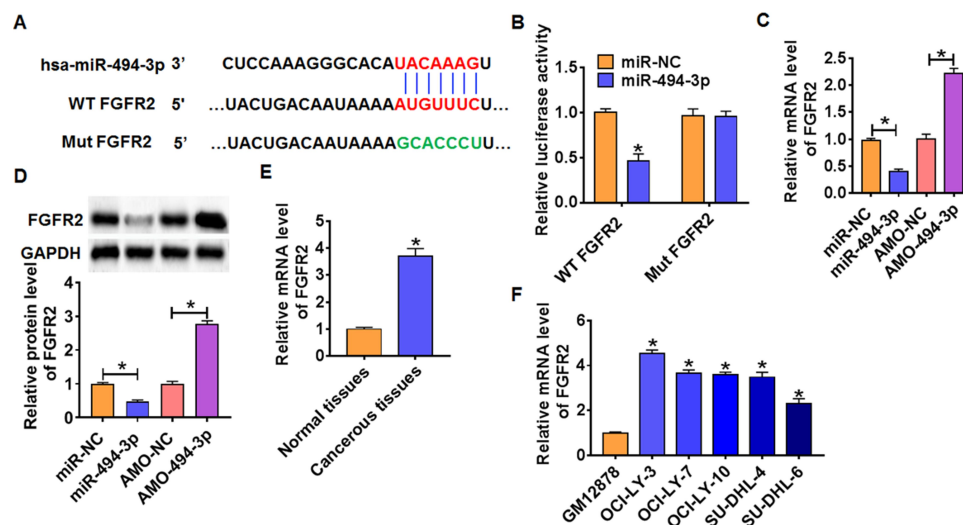 A
hsa-miR-494-3p 3’ CUCCAAAGGGCACAUACAAAGU
WT FGFR2 5' ...UACUGACAAUAAAAAUGUUUCU...
Mut FGFR2 5’ ...UACUGACAAUAAAAGCACCCUU...
B
miR-NC
miR-494-3p
Relative luciferase activity
1.5
1.0
0.5
0.0
*
WT FGFR2
Mut FGFR2
C
Relative mRNA level
of FGFR2
2.5
2.0
1.5
1.0
0.5
0.0
*
*
miR-NC
miR-494-3p
AMO-NC
AMO-494-3p
D
FGFR2
GAPDH
Relative protein level
of FGFR2
3
2
1
0
*
*
miR-NC
miR-494-3p
AMO-NC
AMO-494-3p
E
Relative mRNA level
of FGFR2
5
4
3
2
1
0
*
Normal tissues
Cancerous tissues
F
Relative mRNA level
of FGFR2
6
4
2
0
*
*
*
*
*
GM12878
OCI-LY-3
OCI-LY-7
OCI-LY-10
SU-DHL-4
SU-DHL-6